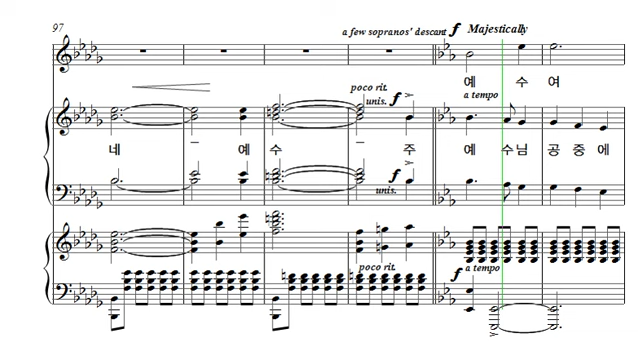 97
a few sopranos' descant f Majestically
예 수 여
poco rit. a tempo
unis. f
네 - 예 수 - 주 예 수님 공 중 에
f
unis.
poco rit. f a tempo